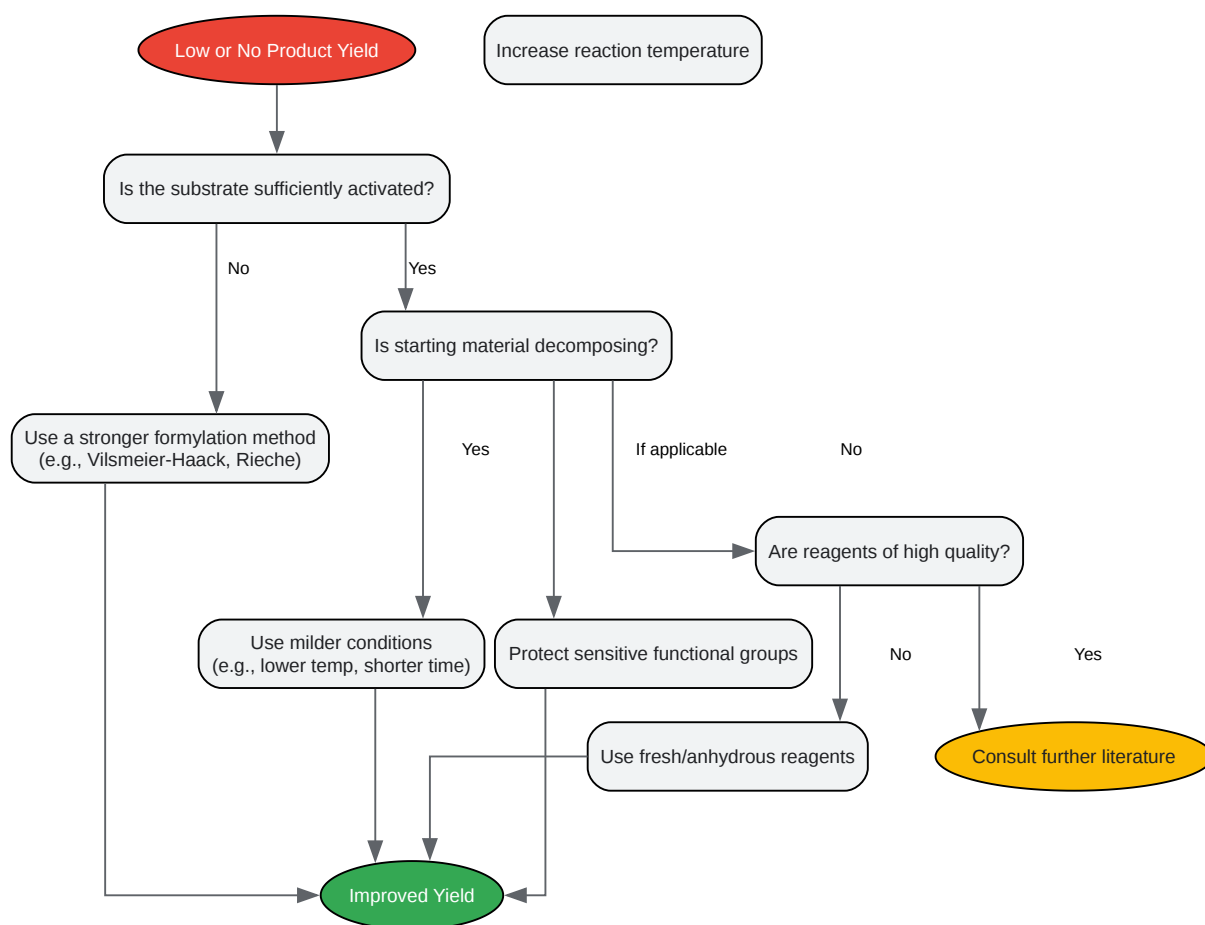 Low or No Product Yield
Increase reaction temperature
Is the substrate sufficiently activated?
No
Yes
Is starting material decomposing?
Use a stronger formylation method
(e.g., Vilsmeier-Haack, Rieche)
Yes
If applicable
No
Are reagents of high quality?
Use milder conditions
(e.g., lower temp, shorter time)
Protect sensitive functional groups
No
Yes
Use fresh/anhydrous reagents
Consult further literature
Improved Yield